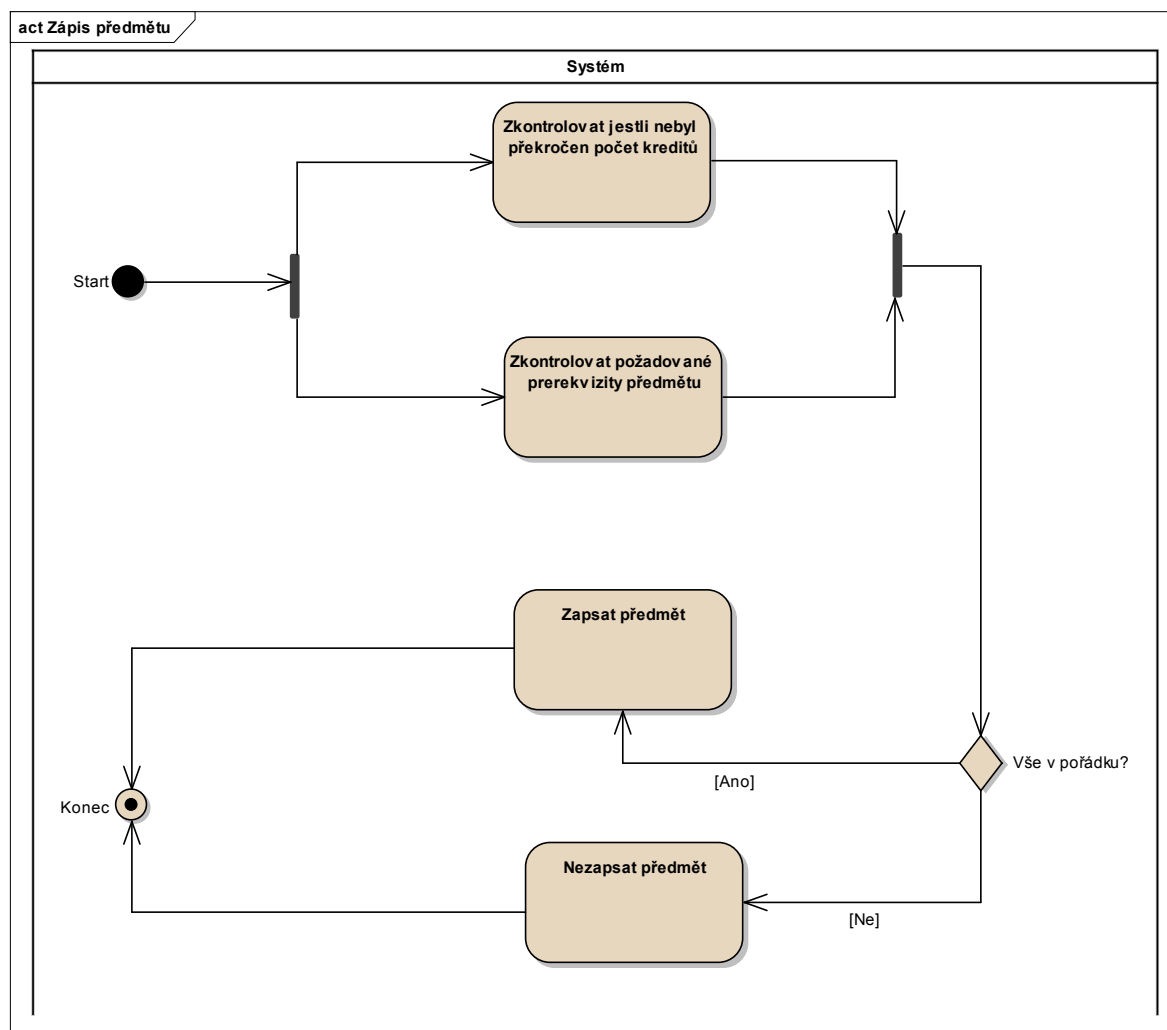 act Zápis předmětu
Systém
Zkontrolovat jestli nebyl
překročen počet kreditů
Start
Zkontrolovat požadované
prerekvizity předmětu
Zapsat předmět
Vše v pořádku?
[Ano]
Konec
Nezapsat předmět
[Ne]